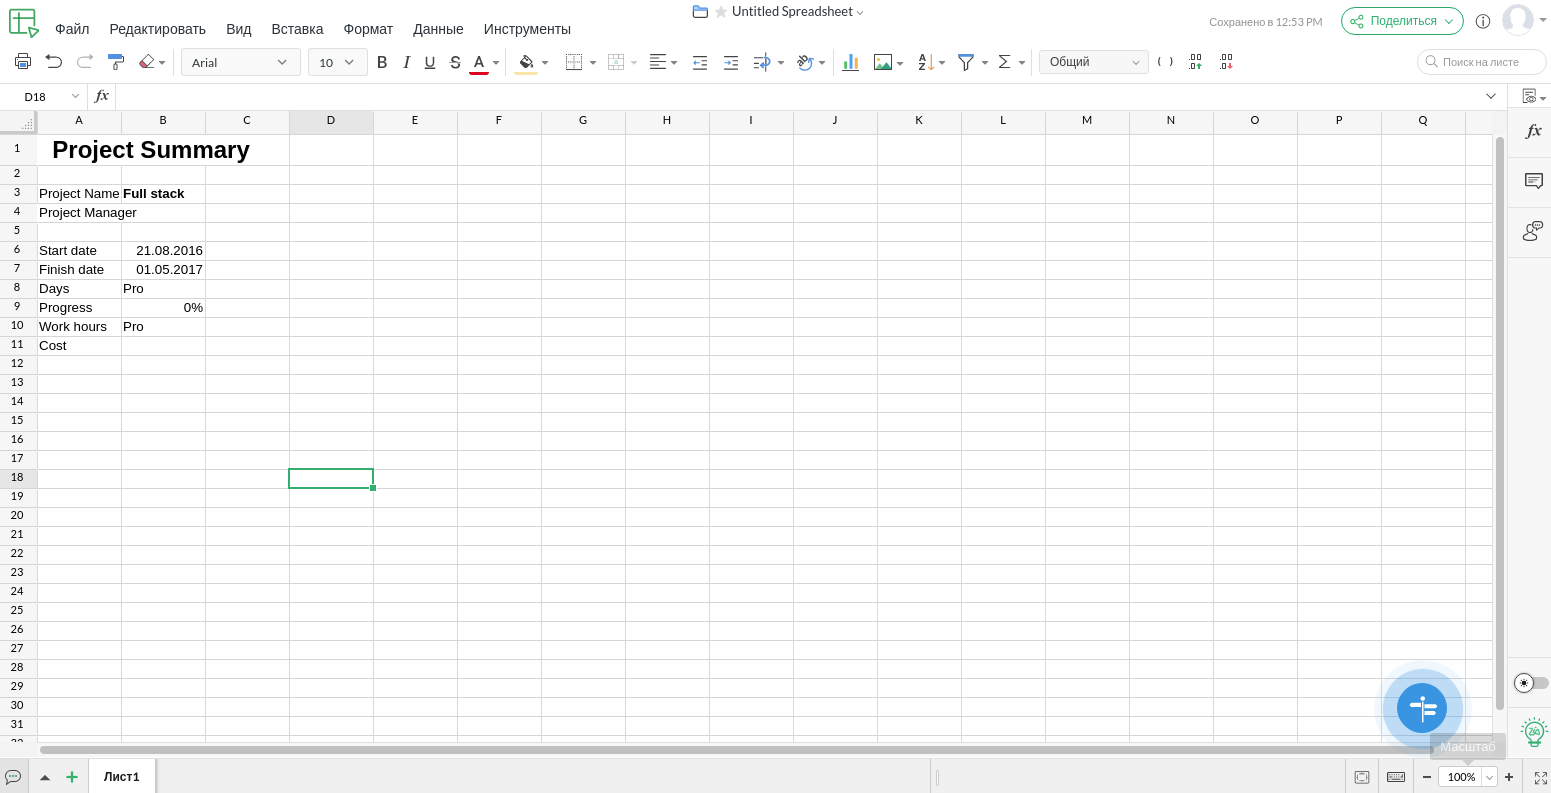 Untitled Spreadsheet
Файл Редактировать Вид Вставка Формат Данные Инструменты
Сохранено в 12:53 PM
Поделиться
Arial 10 B I U S A
Общий
( ) .00 .00
Поиск на листе
D18 fx
A B C D E F G H I J K L M N O P Q
1 Project Summary
2
3 Project Name Full stack
4 Project Manager
5
6 Start date 21.08.2016
7 Finish date 01.05.2017
8 Days Pro
9 Progress 0%
10 Work hours Pro
11 Cost
12
13
14
15
16
17
18
19
20
21
22
23
24
25
26
27
28
29
30
31
32
fx
Масштаб
Лист1
100%